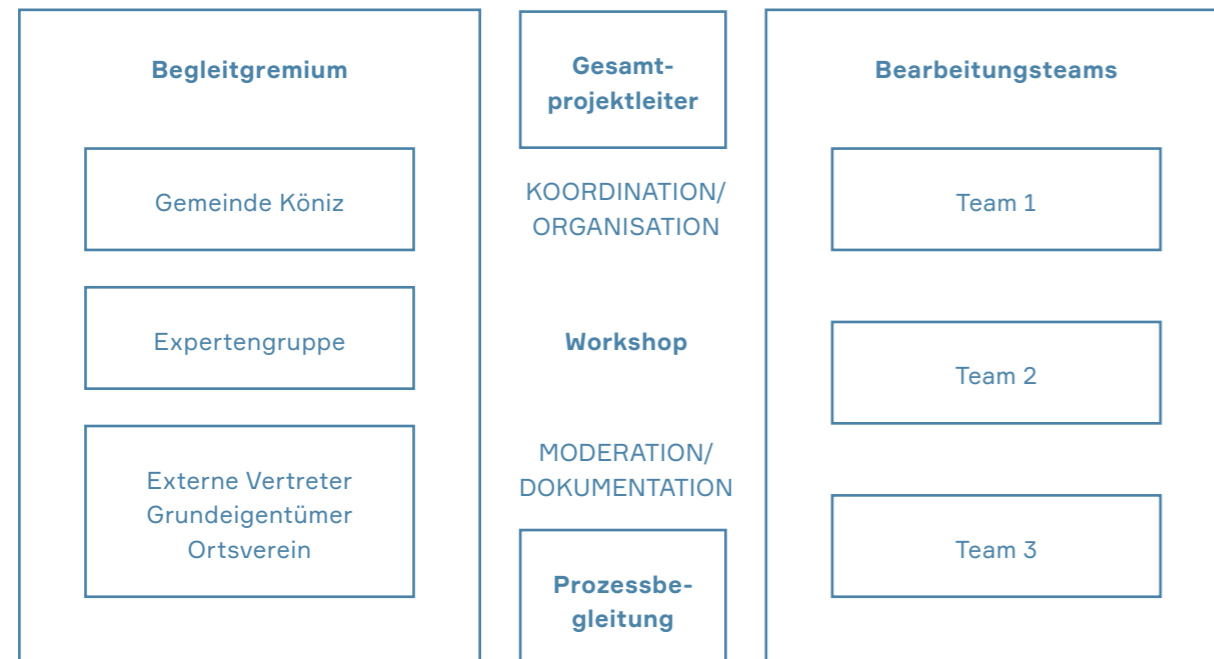 Begleitgremium
Gemeinde Köniz
Expertengruppe
Externe Vertreter
Grundeigentümer
Ortsverein
Gesamt-
projektleiter
KOORDINATION/
ORGANISATION
Workshop
MODERATION/
DOKUMENTATION
Prozessbe-
gleitung
Bearbeitungsteams
Team 1
Team 2
Team 3